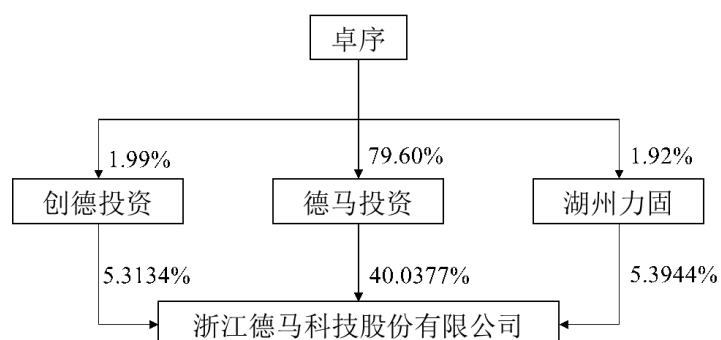 卓序
1.99%
79.60%
1.92%
创德投资
德马投资
湖州力固
5.3134%
40.0377%
5.3944%
浙江德马科技股份有限公司